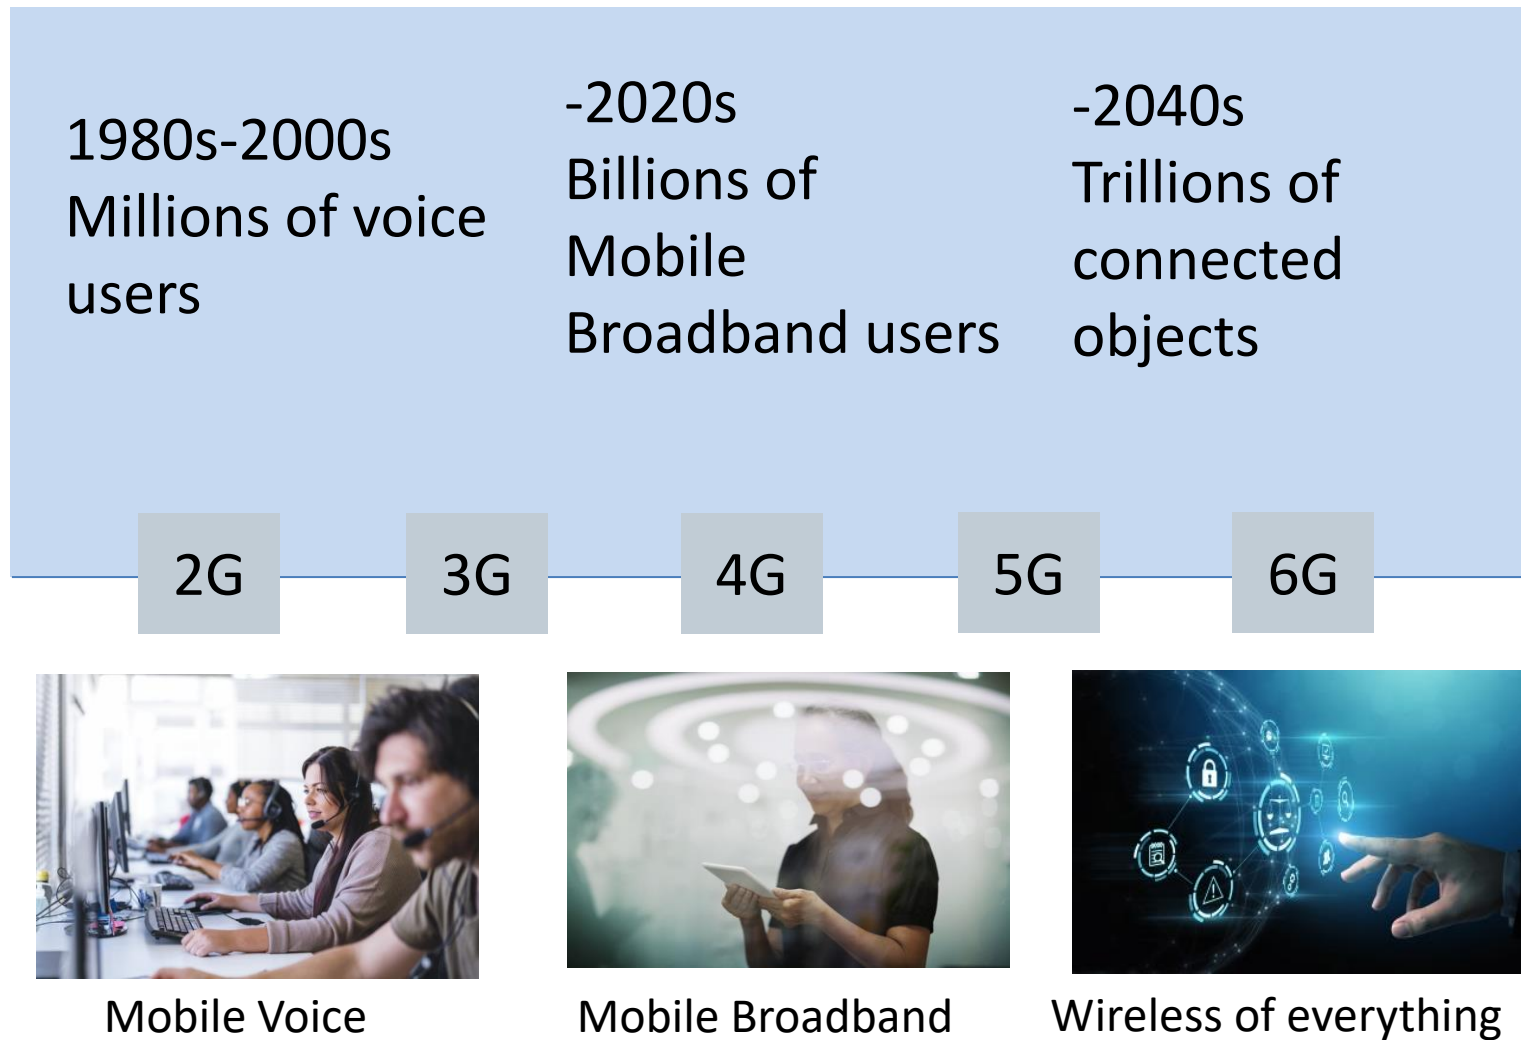 1980s-2000s
Millions of voice
users
-2020s
Billions of
Mobile
Broadband users
-2040s
Trillions of
connected
objects
2G
3G
4G
5G
6G
Mobile Voice
Mobile Broadband
Wireless of everything